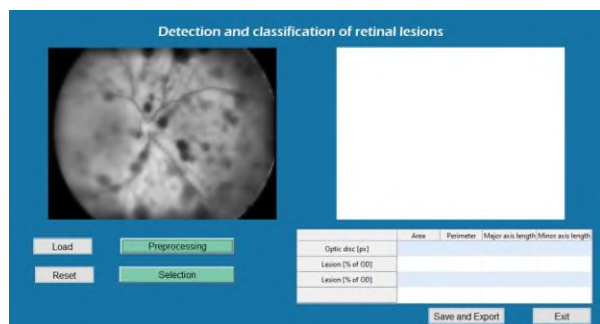 Detection and classification of retinal lesions
Load
Preprocessing
Reset
Selection
Area Perimeter Major axis length Minor axis length
Optic disc [px]
Lesion [% of OD]
Lesion [% of OD]
Save and Export
Exit